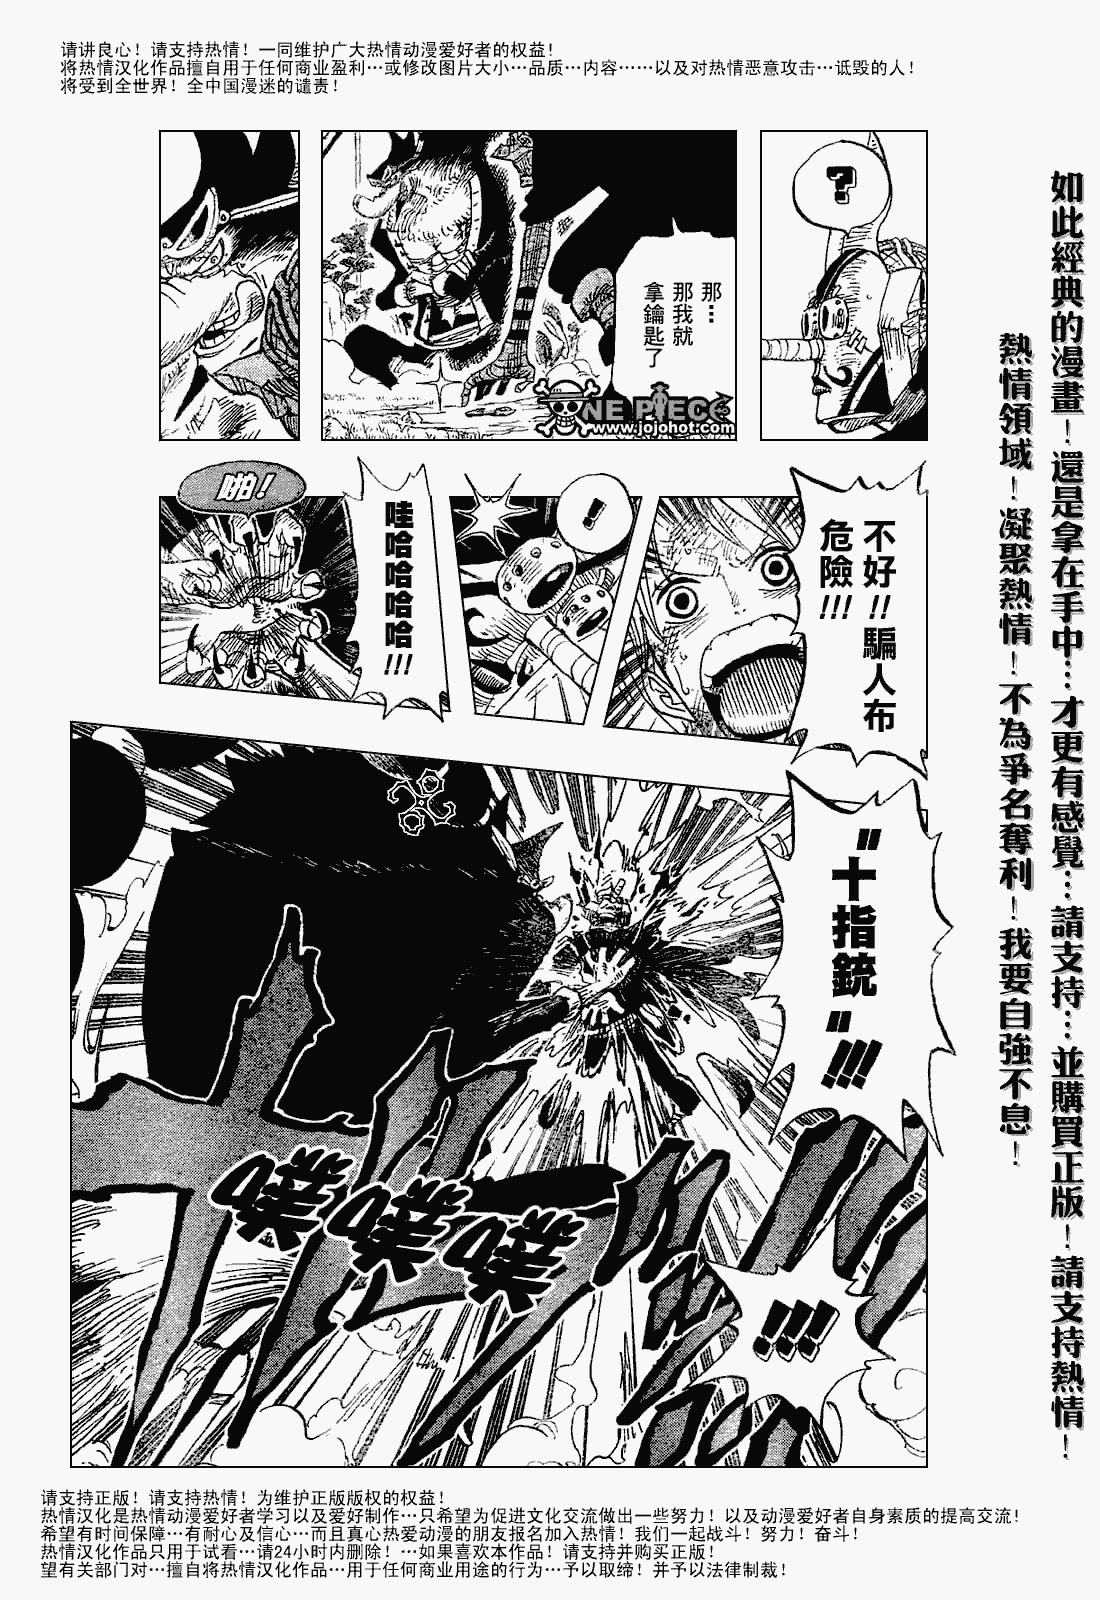 请讲良心！请支持热情！一同维护广大热情动漫爱好者的权益！
将热情汉化作品擅自用于任何商业盈利…或修改图片大小…品质…内容……以及对热情恶意攻击…诋毁的人！
将受到全世界！全中国漫迷的谴责！
如此經典的漫畫！還是拿在手中…才更有感覺…請支持…並購買正版！請支持熱情！
熱情領域！凝聚熱情！不為爭名奪利！我要自強不息！
?
那…
那我就
拿鑰匙了
ONE PIECE
www.jojohot.com
不好!!騙人布
危險!!!
!
哇哈哈哈哈!!!
啪!
"十指銃"!!!
!!!
请支持正版！请支持热情！为维护正版版权的权益！
热情汉化是热情动漫爱好者学习以及爱好制作…只希望为促进文化交流做出一些努力！以及动漫爱好者自身素质的提高交流！
希望有时间保障…有耐心及信心…而且真心热爱动漫的朋友报名加入热情！我们一起战斗！努力！奋斗！
热情汉化作品只用于试看…请24小时内删除！…如果喜欢本作品！请支持并购买正版！
望有关部门对…擅自将热情汉化作品…用于任何商业用途的行为…予以取缔！并予以法律制裁！